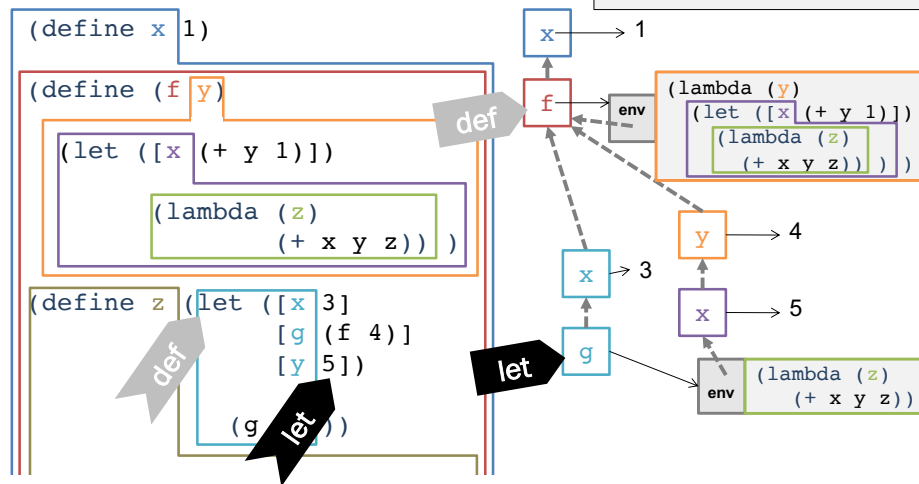 (define x 1)
(define (f y)
(let ([x (+ y 1)])
(lambda (z)
(+ x y z)) )
(define z (let ([x 3]
[g (f 4)]
[y 5])
(g ))
def
let
x
1
f
def
env
(lambda (y)
(let ([x (+ y 1)])
(lambda (z)
(+ x y z)) ) )
x
3
y
4
x
5
let
g
env
(lambda (z)
(+ x y z))